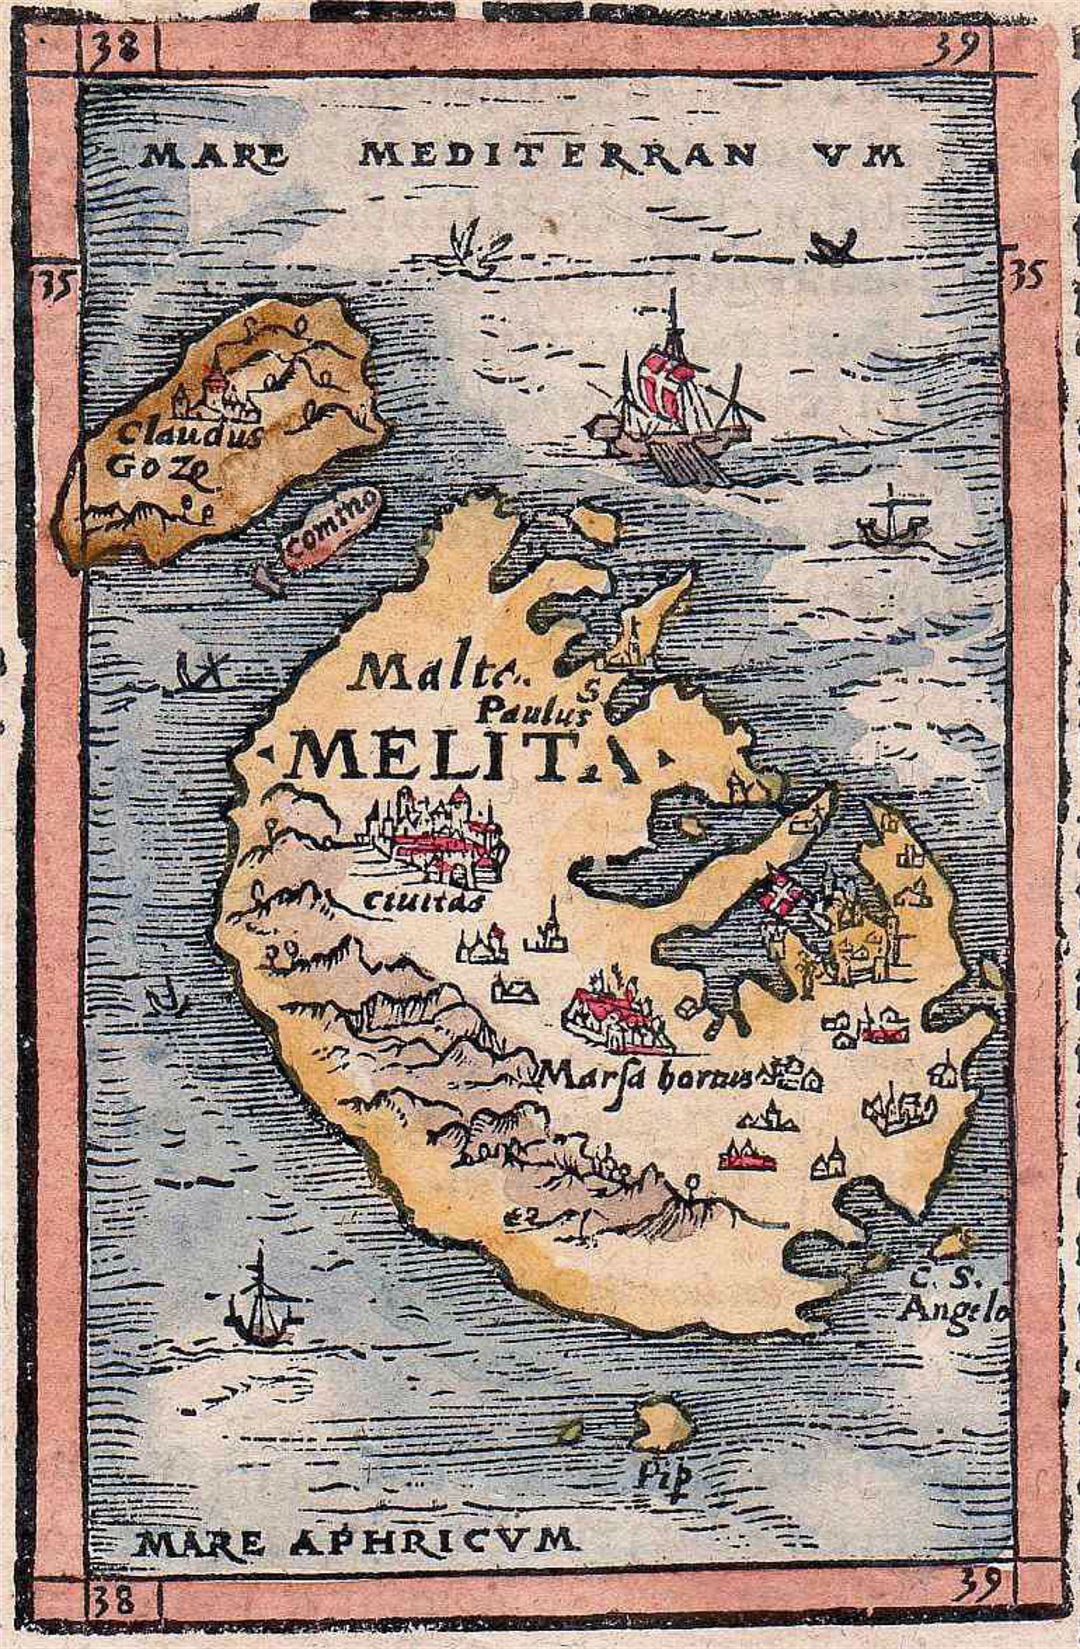 38 39
MARE MEDITERRAN VM
35 35
Claudus
GOZE
Comino
Malte.
S
Paulus
MELITA
ciuitas
Marſa hornus
C. S.
Angelo
Pip
MARE APHRICVM
38 39